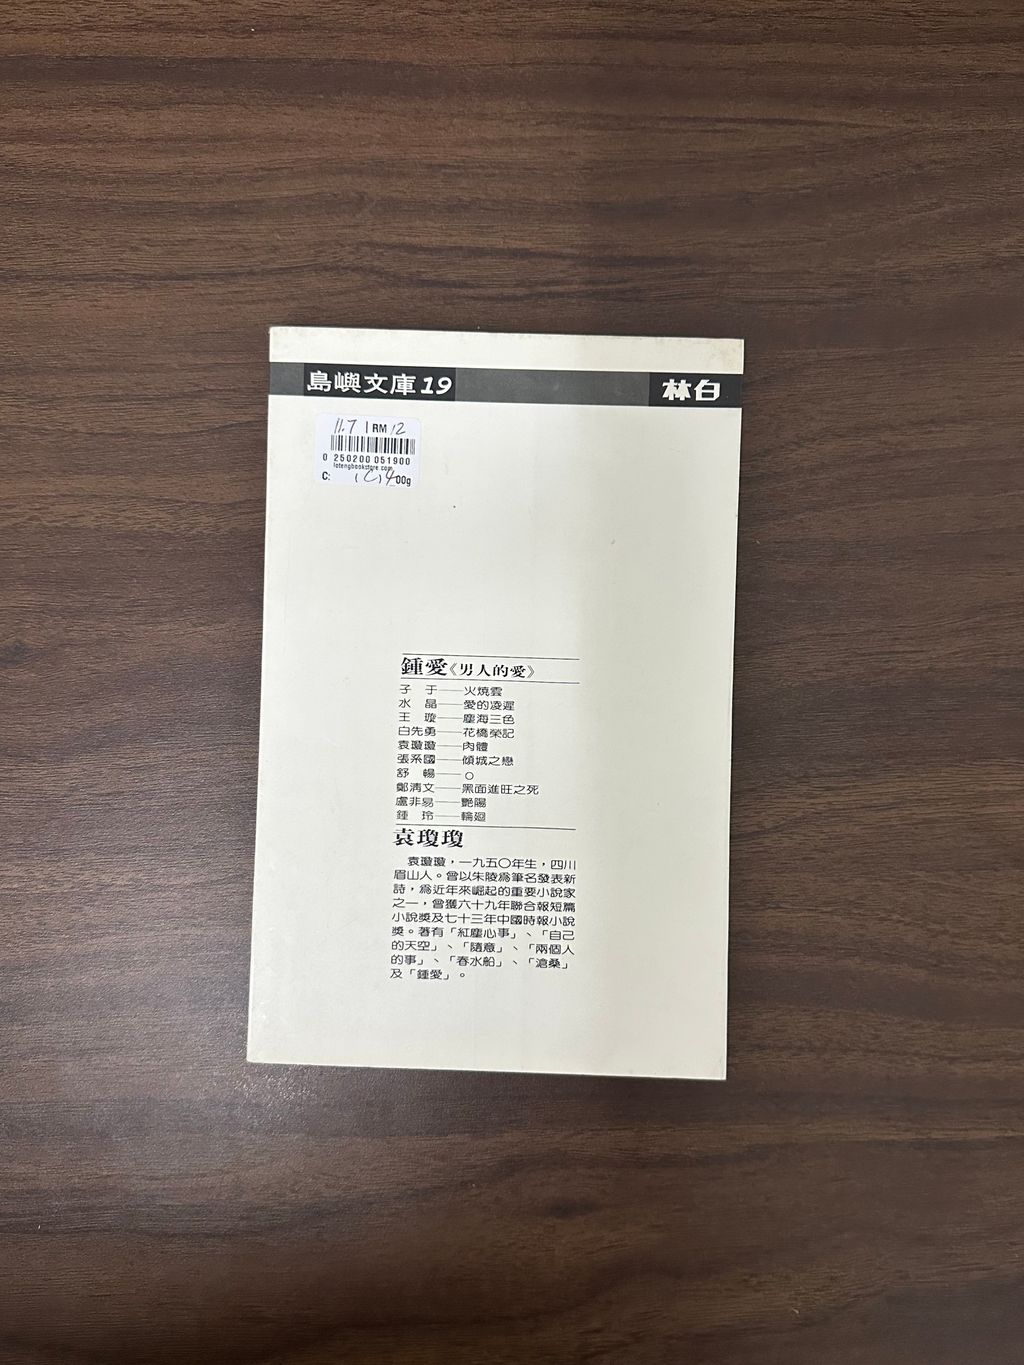 島嶼文庫19
林白
11.7 | RM 12
0 250200 051900
lotengbookstore.com
C: (C) 4.00g
鍾愛《男人的愛》
子 于——火燒雲
水 晶——愛的凌遲
王 璇——塵海三色
白先勇——花橋榮記
袁瓊瓊——肉體
張系國——傾城之戀
舒 暢——○
鄭清文——黑面進旺之死
盧非易——艷陽
鍾 玲——輪廻
袁瓊瓊
袁瓊瓊，一九五○年生，四川
眉山人。曾以朱陵爲筆名發表新
詩，爲近年來崛起的重要小說家
之一，曾獲六十九年聯合報短篇
小說獎及七十三年中國時報小說
獎。著有「紅塵心事」、「自己
的天空」、「隨意」、「兩個人
的事」、「春水船」、「滄桑」
及「鍾愛」。